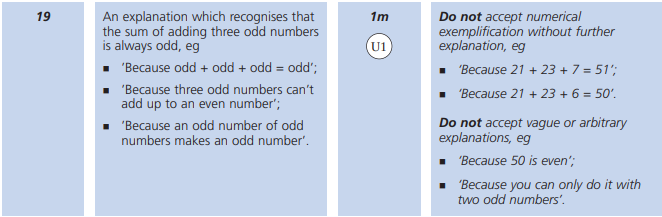 19
An explanation which recognises that
the sum of adding three odd numbers
is always odd, eg
■ ’Because odd + odd + odd = odd’;
■ ’Because three odd numbers can’t
add up to an even number’;
■ ’Because an odd number of odd
numbers makes an odd number’.
1m
U1
Do not accept numerical
exemplification without further
explanation, eg
■ ‘Because 21 + 23 + 7 = 51’;
■ ‘Because 21 + 23 + 6 = 50’.
Do not accept vague or arbitrary
explanations, eg
■ ‘Because 50 is even’;
■ ‘Because you can only do it with
two odd numbers’.